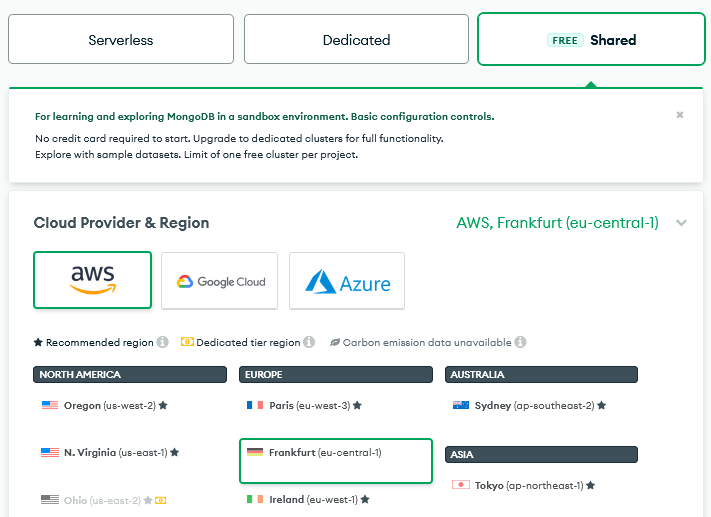 Serverless
Dedicated
FREE Shared
For learning and exploring MongoDB in a sandbox environment. Basic configuration controls.
No credit card required to start. Upgrade to dedicated clusters for full functionality.
Explore with sample datasets. Limit of one free cluster per project.
Cloud Provider & Region
AWS, Frankfurt (eu-central-1)
aws
Google Cloud
Azure
Recommended region
Dedicated tier region
Carbon emission data unavailable
NORTH AMERICA
Oregon (us-west-2)
N. Virginia (us-east-1)
Ohio (us-east-2)
EUROPE
Paris (eu-west-3)
Frankfurt (eu-central-1)
Ireland (eu-west-1)
AUSTRALIA
Sydney (ap-southeast-2)
ASIA
Tokyo (ap-northeast-1)